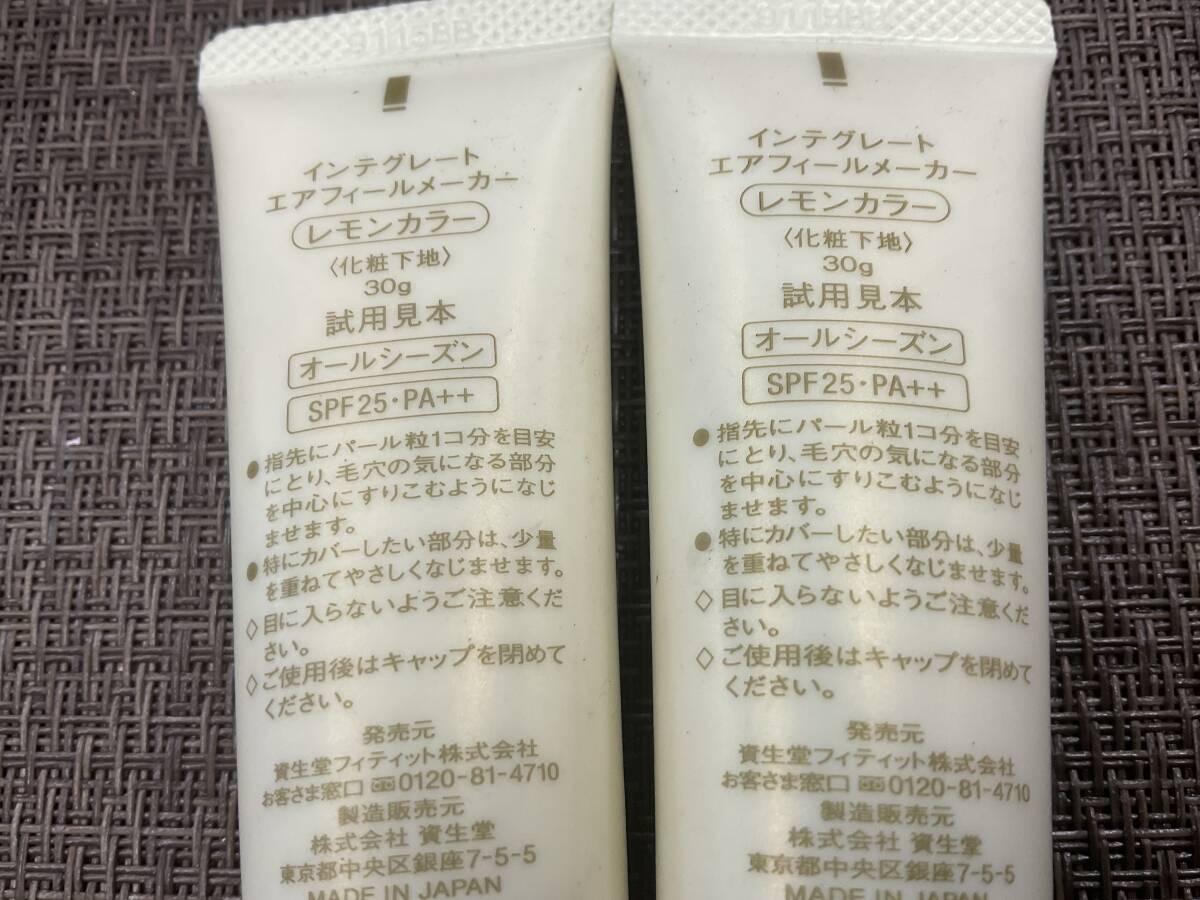 9115BB
インテグレート
エアフィールメーカー
レモンカラー
〈化粧下地〉
30g
試用見本
オールシーズン
SPF25・PA++
●指先にパール粒1コ分を目安
にとり、毛穴の気になる部分
を中心にすりこむようになじ
ませます。
●特にカバーしたい部分は、少量
を重ねてやさしくなじませます。
◇目に入らないようご注意くだ
さい。
◇ご使用後はキャップを閉めて
ください。
発売元
資生堂フィティット株式会社
お客さま窓口 0120-81-4710
製造販売元
株式会社 資生堂
東京都中央区銀座7-5-5
MADE IN JAPAN
インテグレート
エアフィールメーカー
レモンカラー
〈化粧下地〉
30g
試用見本
オールシーズン
SPF25・PA++
●指先にパール粒1コ分を目安
にとり、毛穴の気になる部分
を中心にすりこむようになじ
ませます。
●特にカバーしたい部分は、少量
を重ねてやさしくなじませます。
◇目に入らないようご注意くだ
さい。
◇ご使用後はキャップを閉めて
ください。
発売元
資生堂フィティット株式会社
お客さま窓口 0120-81-4710
製造販売元
株式会社 資生堂
東京都中央区銀座7-5-5
MADE IN JAPAN